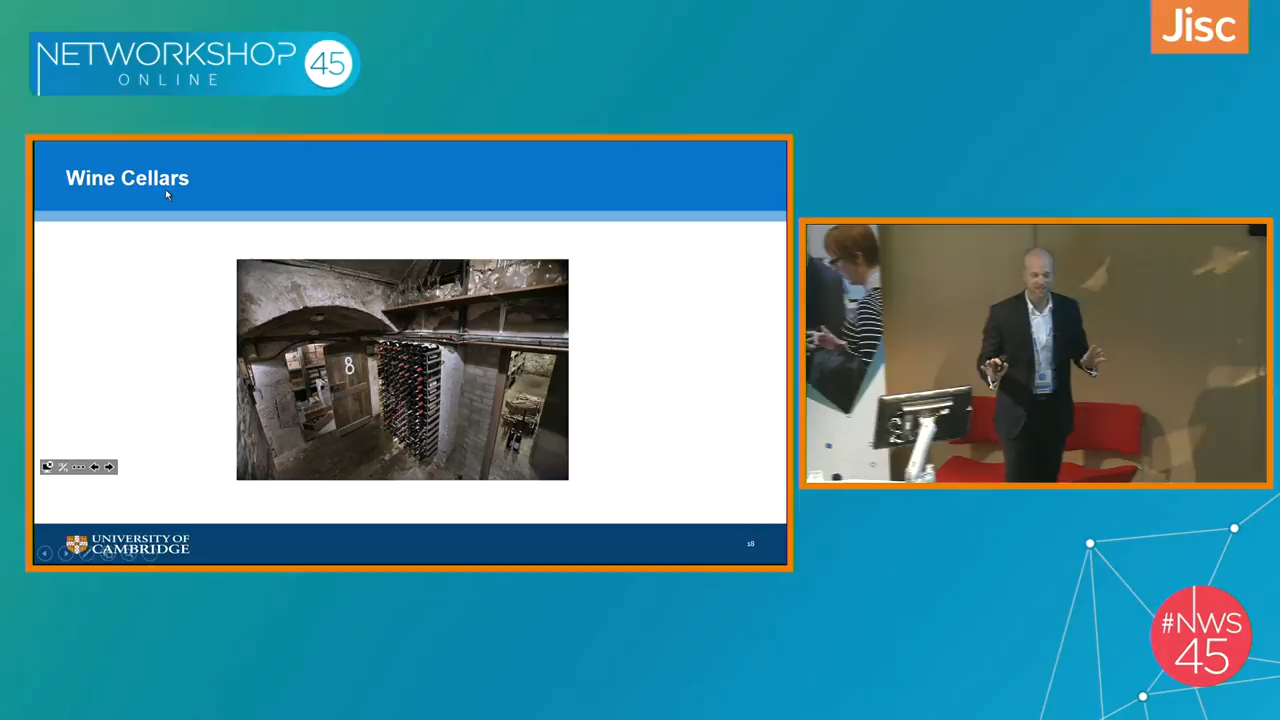 NETWORKSHOP
ONLINE
45
Jisc
Wine Cellars
8
UNIVERSITY OF
CAMBRIDGE
18
#NWS
45